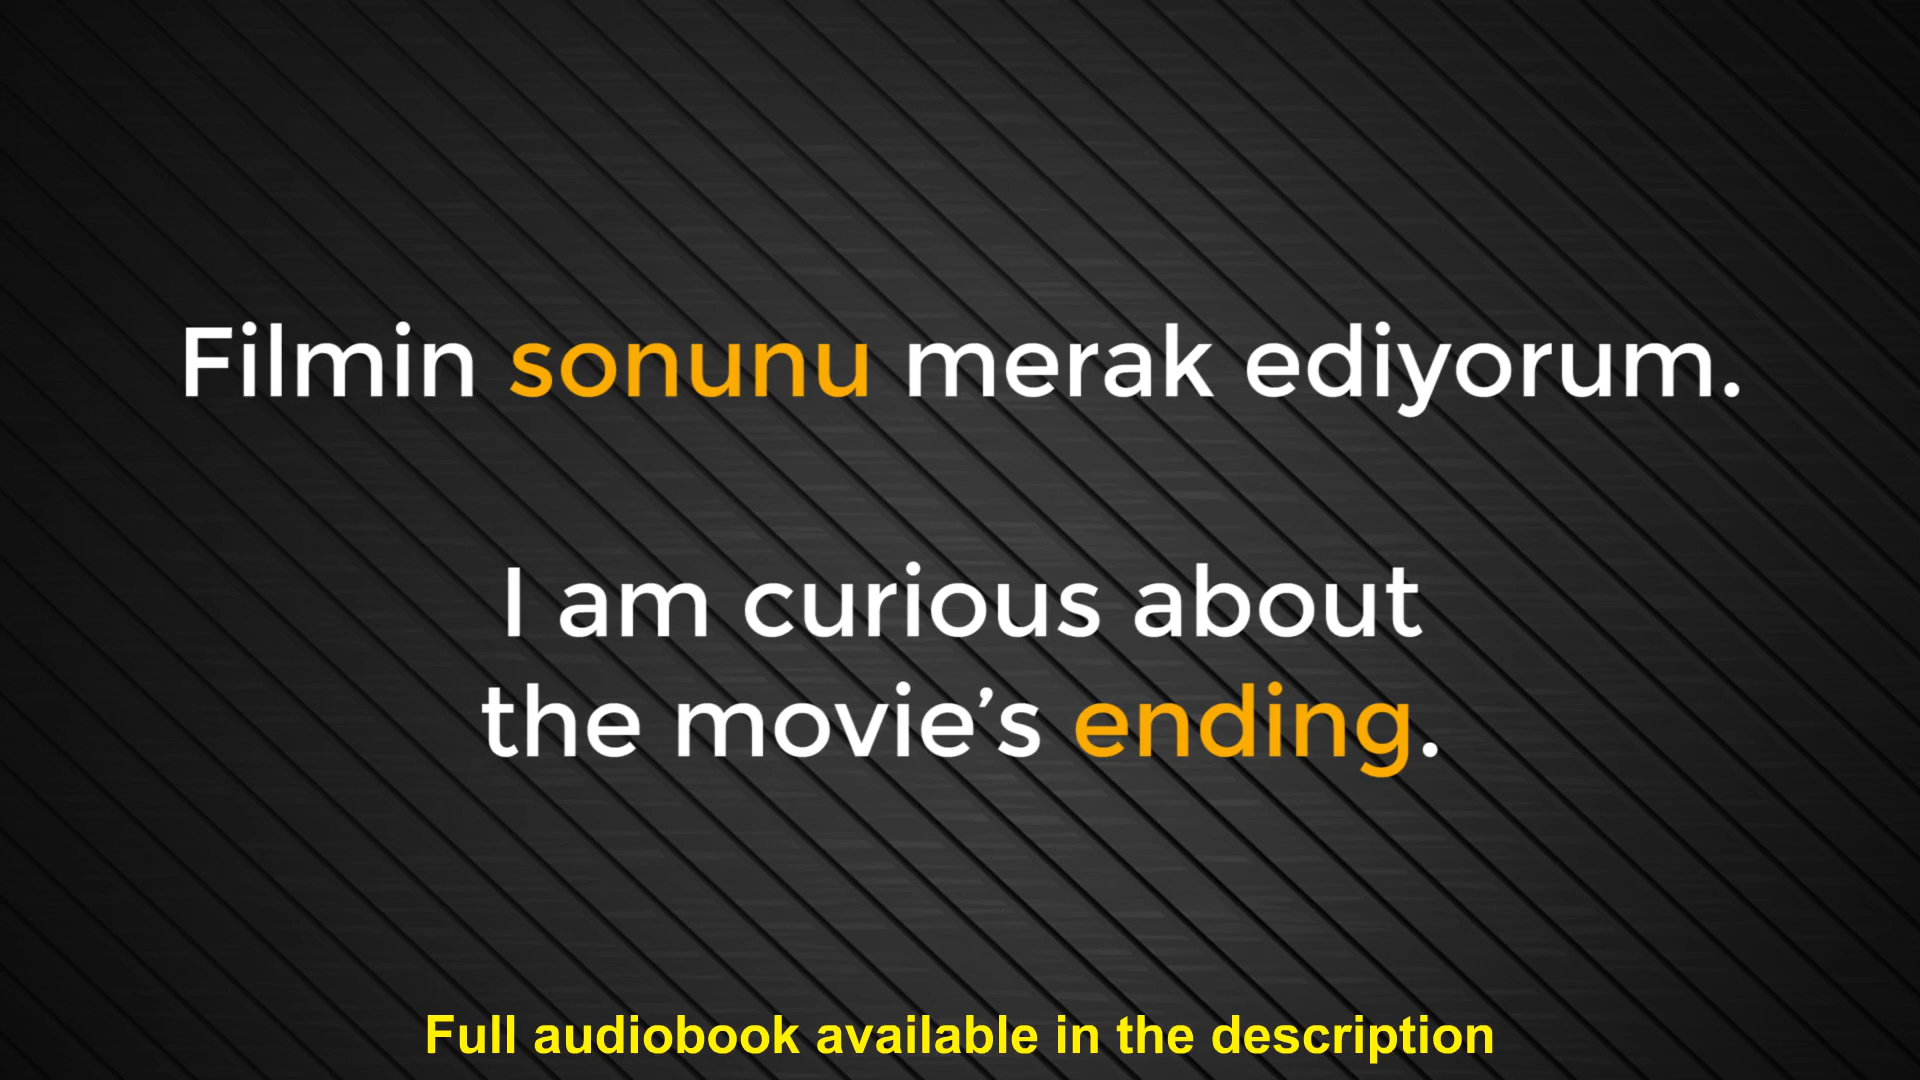 Filmin sonunu merak ediyorum.
I am curious about
the movie’s ending.
Full audiobook available in the description